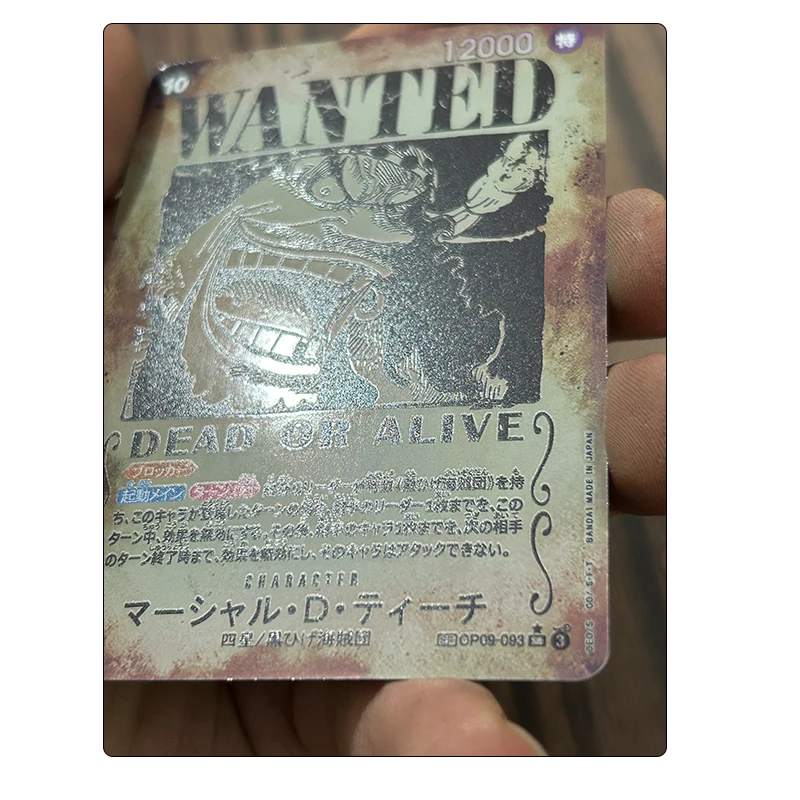 10
12000 特
WANTED
DEAD OR ALIVE
ブロッカー
起動メイン を持
ち、このキャラが登場したターンの リーダー1枚までを、この
ターン中、効果を無効にする。その後、相手のキャラ1枚までを、次の相手
のターン終了時まで、効果を無効にし、そのキャラはアタックできない。
CHARACTER
マーシャル・D・ティーチ
四皇/黒ひげ海賊団
SP OP09-093 ★ 3
BANDAI MADE IN JAPAN